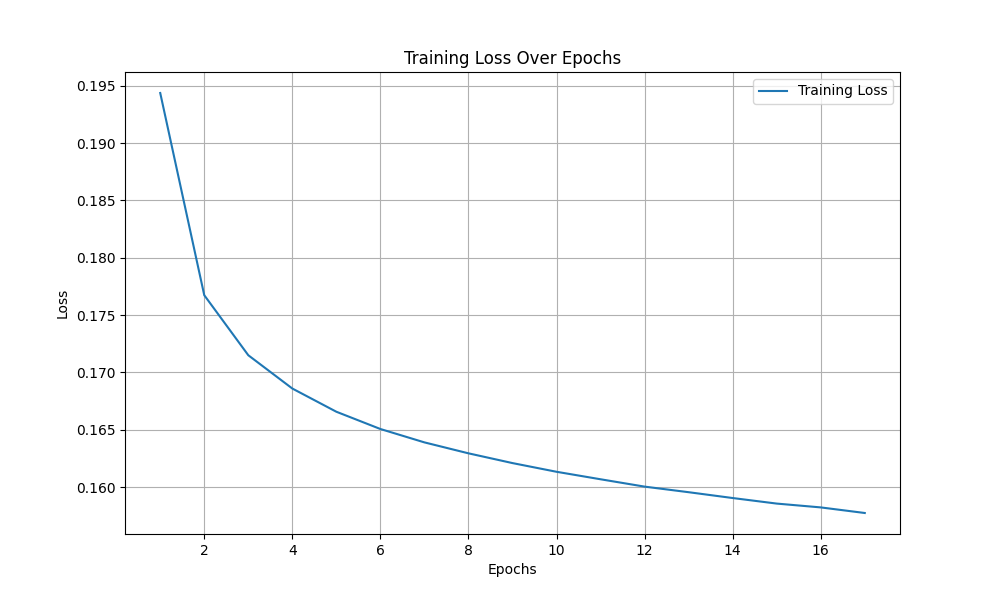 Training Loss Over Epochs
Training Loss
0.195
0.190
0.185
0.180
0.175
0.170
0.165
0.160
Loss
2 4 6 8 10 12 14 16
Epochs